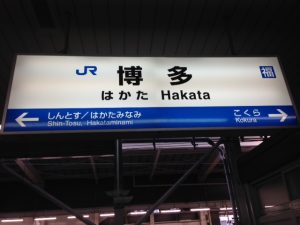 JR 博多 福
はかた Hakata
しんとす/はかたみなみ こくら
Shin-Tosu, Hakataminami Kokura